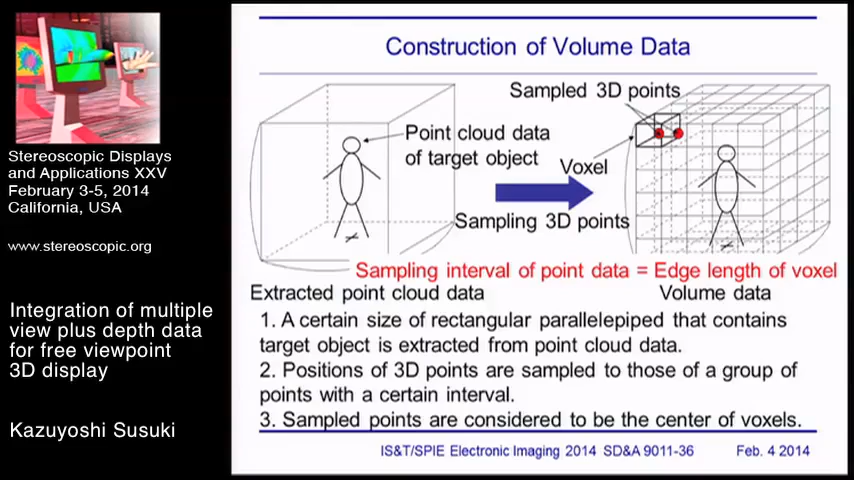 Stereoscopic Displays
and Applications XXV
February 3-5, 2014
California, USA
www.stereoscopic.org
Integration of multiple
view plus depth data
for free viewpoint
3D display
Kazuyoshi Susuki
Construction of Volume Data
Sampled 3D points
Point cloud data
of target object
Voxel
Sampling 3D points
Sampling interval of point data = Edge length of voxel
Extracted point cloud data
Volume data
1. A certain size of rectangular parallelepiped that contains
target object is extracted from point cloud data.
2. Positions of 3D points are sampled to those of a group of
points with a certain interval.
3. Sampled points are considered to be the center of voxels.
IS&T/SPIE Electronic Imaging 2014 SD&A 9011-36
Feb. 4 2014